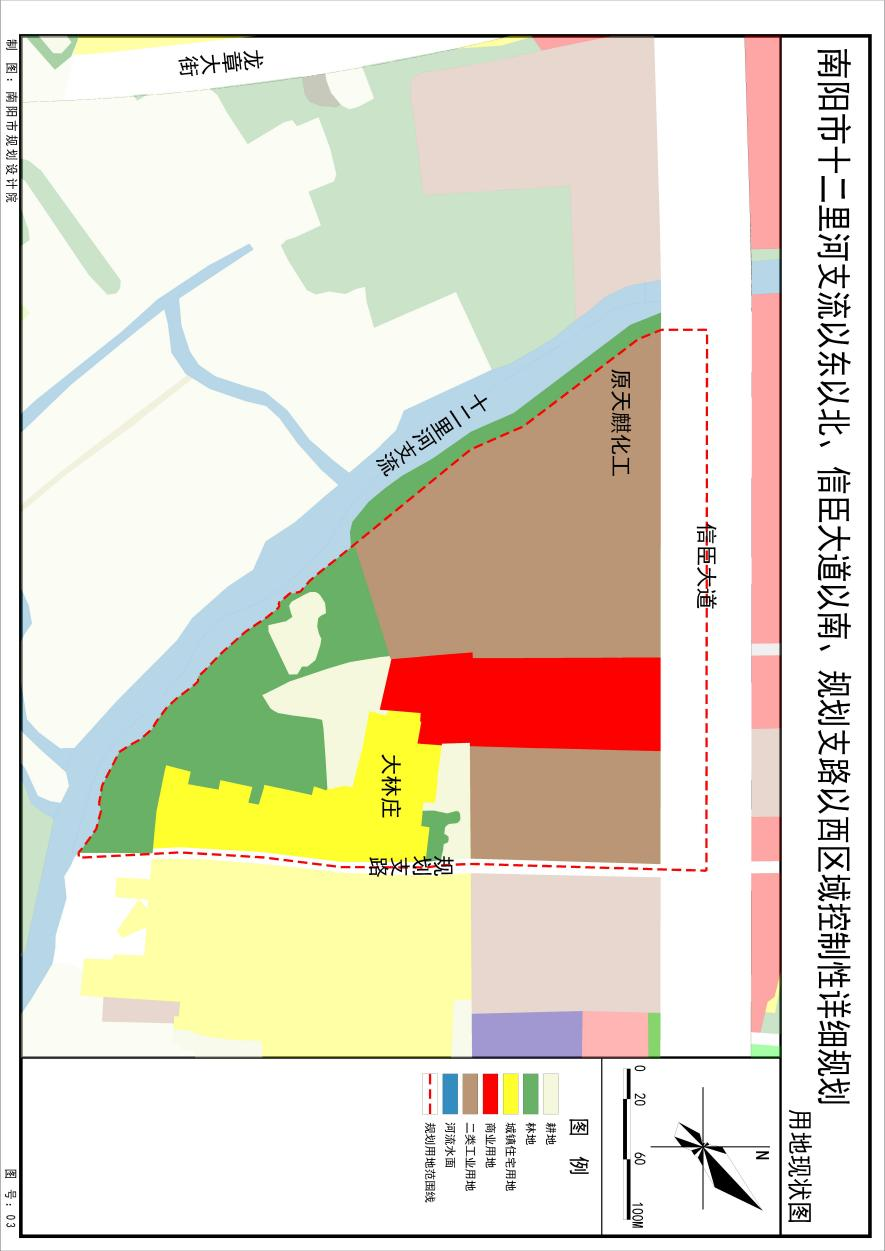 南阳市十二里河支流以东以北、信臣大道以南、规划支路以西区域控制性详细规划
用地现状图
龙章大街
原天麒化工
十二里河支流
信臣大道
大林庄
规划支路
N
0 20 60 100M
图 例
耕地
林地
城镇住宅用地
商业用地
二类工业用地
河流水面
规划用地范围线
制 图：南阳市规划设计院
图 号：03